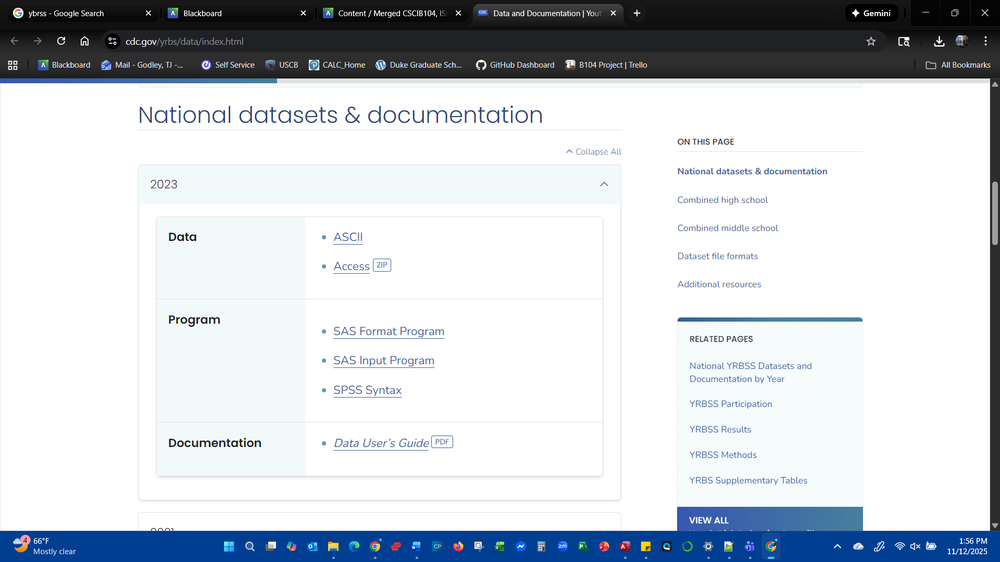 ybrss - Google Search
Blackboard
Content / Merged CSCIB104, IS
CDC
Data and Documentation | Yout
Gemini
cdc.gov/yrbs/data/index.html
Blackboard
Mail - Godley, TJ -...
Self Service
USCB
CALC_Home
Duke Graduate Sch...
GitHub Dashboard
B104 Project | Trello
All Bookmarks
National datasets & documentation
Collapse All
2023
Data
ASCII
Access ZIP
Program
SAS Format Program
SAS Input Program
SPSS Syntax
Documentation
Data User's Guide PDF
2021
ON THIS PAGE
National datasets & documentation
Combined high school
Combined middle school
Dataset file formats
Additional resources
RELATED PAGES
National YRBSS Datasets and
Documentation by Year
YRBSS Participation
YRBSS Results
YRBSS Methods
YRBS Supplementary Tables
VIEW ALL
4
66°F
Mostly clear
CP
zm
1:56 PM
11/12/2025